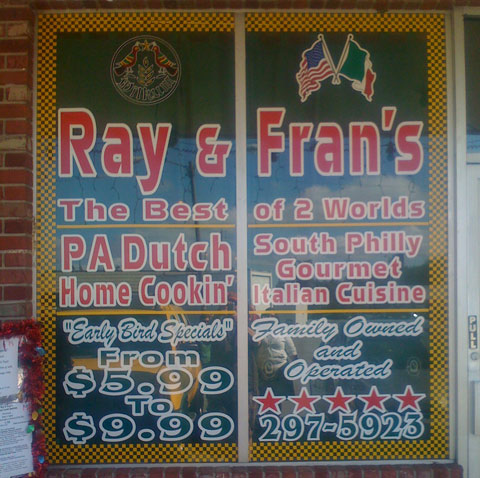 Ray & Fran's
The Best of 2 Worlds
PA Dutch
Home Cookin'
"Early Bird Specials"
From
$5.99
To
$9.99
South Philly
Gourmet
Italian Cuisine
Family Owned
and
Operated
297-5923
PULL